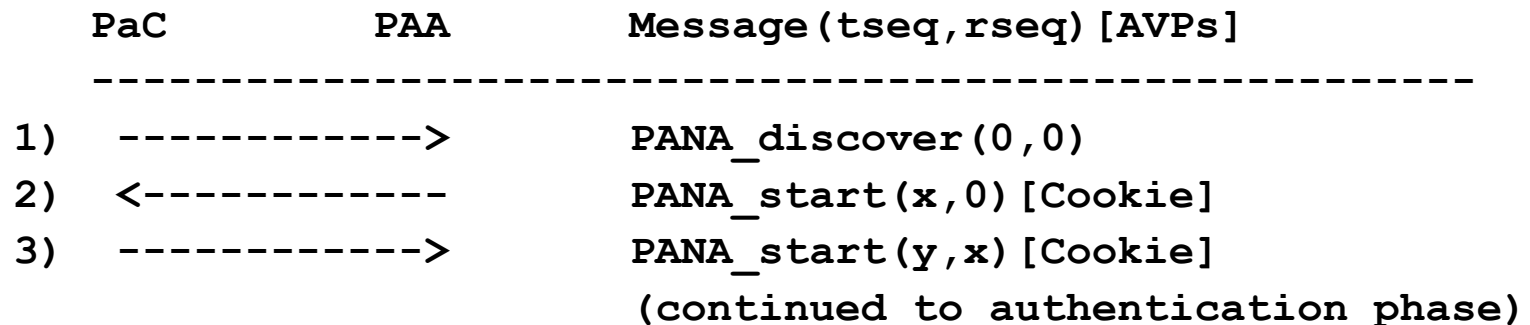 PaC PAA Message(tseq,rseq)[AVPs]
------------------------------------------------------------
1) ------------> PANA_discover(0,0)
2) <------------ PANA_start(x,0)[Cookie]
3) ------------> PANA_start(y,x)[Cookie]
(continued to authentication phase)